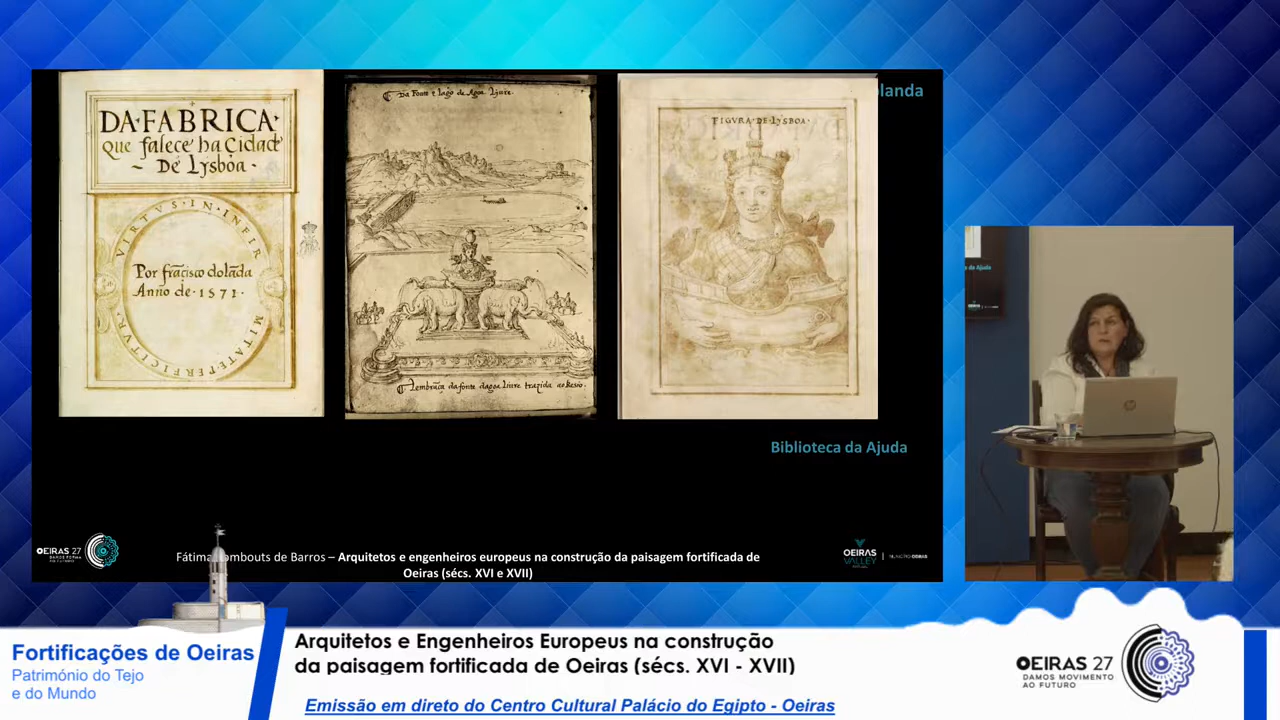 DA·FABRICA·
que falece ha Cidade
~ De Lysboa ·
VIRTVS·IN·INFIR
MITATE·PERFICITVR·
Por frãcisco dolãda
Anno de · 1571 ·
Da Fonte e lago de Agoa Livre.
Lembrãça da fonte dagoa livre trazida ao Resio.
FIGVRA·DE·LYSBOA·
landa
Biblioteca da Ajuda
OEIRAS 27
Fátima ombouts de Barros – Arquitetos e engenheiros europeus na construção da paisagem fortificada de
Oeiras (sécs. XVI e XVII)
OEIRAS
VALLEY
da Ajuda
Fortificações de Oeiras
Património do Tejo
e do Mundo
Arquitetos e Engenheiros Europeus na construção
da paisagem fortificada de Oeiras (sécs. XVI - XVII)
Emissão em direto do Centro Cultural Palácio do Egipto - Oeiras
OEIRAS 27
DAMOS MOVIMENTO
AO FUTURO